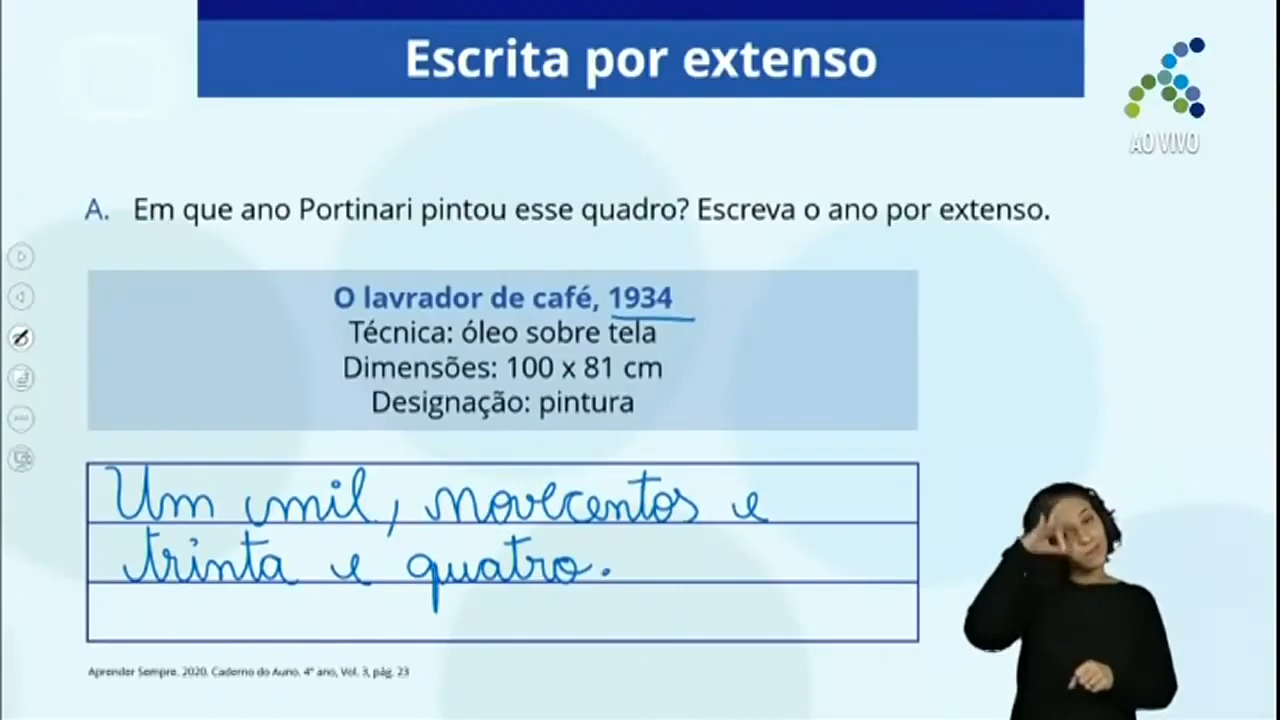 Escrita por extenso
AO VIVO
A. Em que ano Portinari pintou esse quadro? Escreva o ano por extenso.
O lavrador de café, 1934
Técnica: óleo sobre tela
Dimensões: 100 x 81 cm
Designação: pintura
Um mil, novecentos e
trinta e quatro.
Aprender Sempre. 2020. Caderno do Aluno. 4º ano, Vol. 3, pág. 23